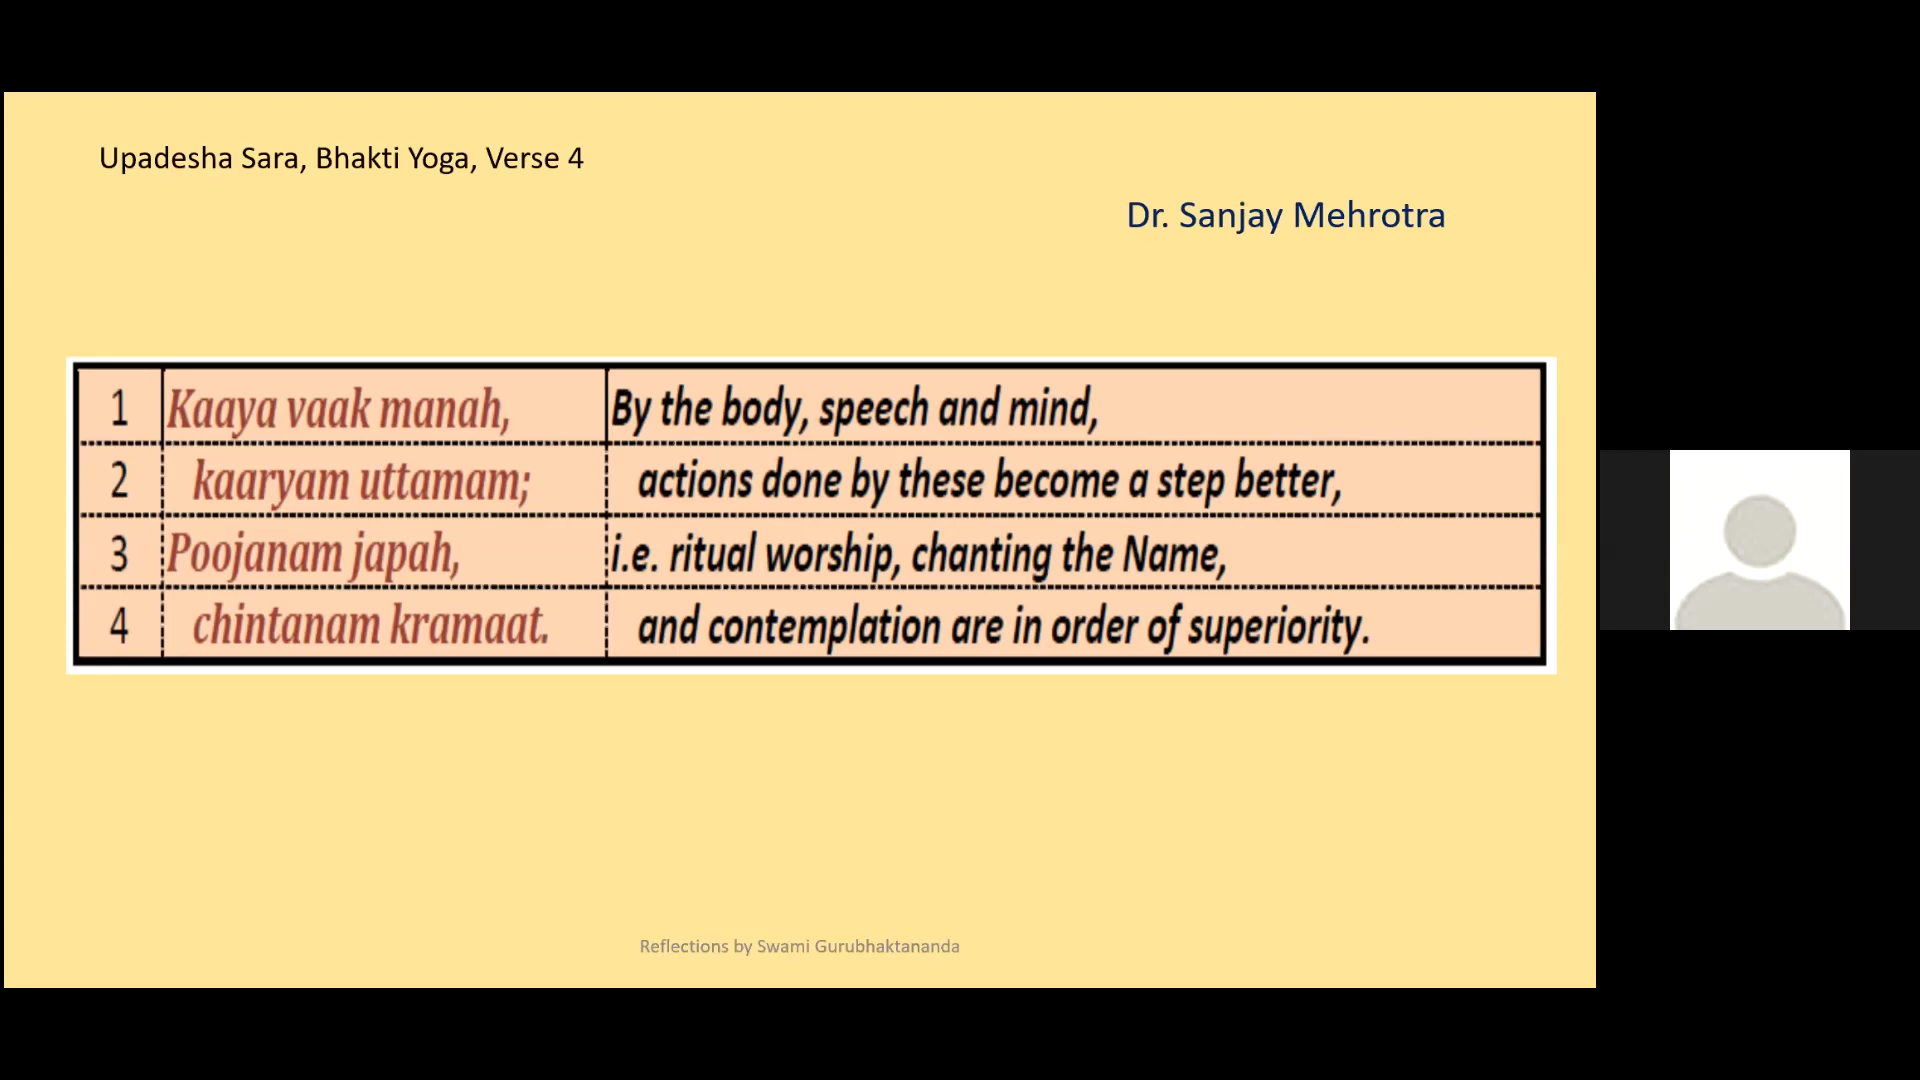 Upadesha Sara, Bhakti Yoga, Verse 4
Dr. Sanjay Mehrotra
1 Kaaya vaak manah, By the body, speech and mind,
2 kaaryam uttamam; actions done by these become a step better,
3 Poojanam japah, i.e. ritual worship, chanting the Name,
4 chintanam kramaat. and contemplation are in order of superiority.
Reflections by Swami Gurubhaktananda